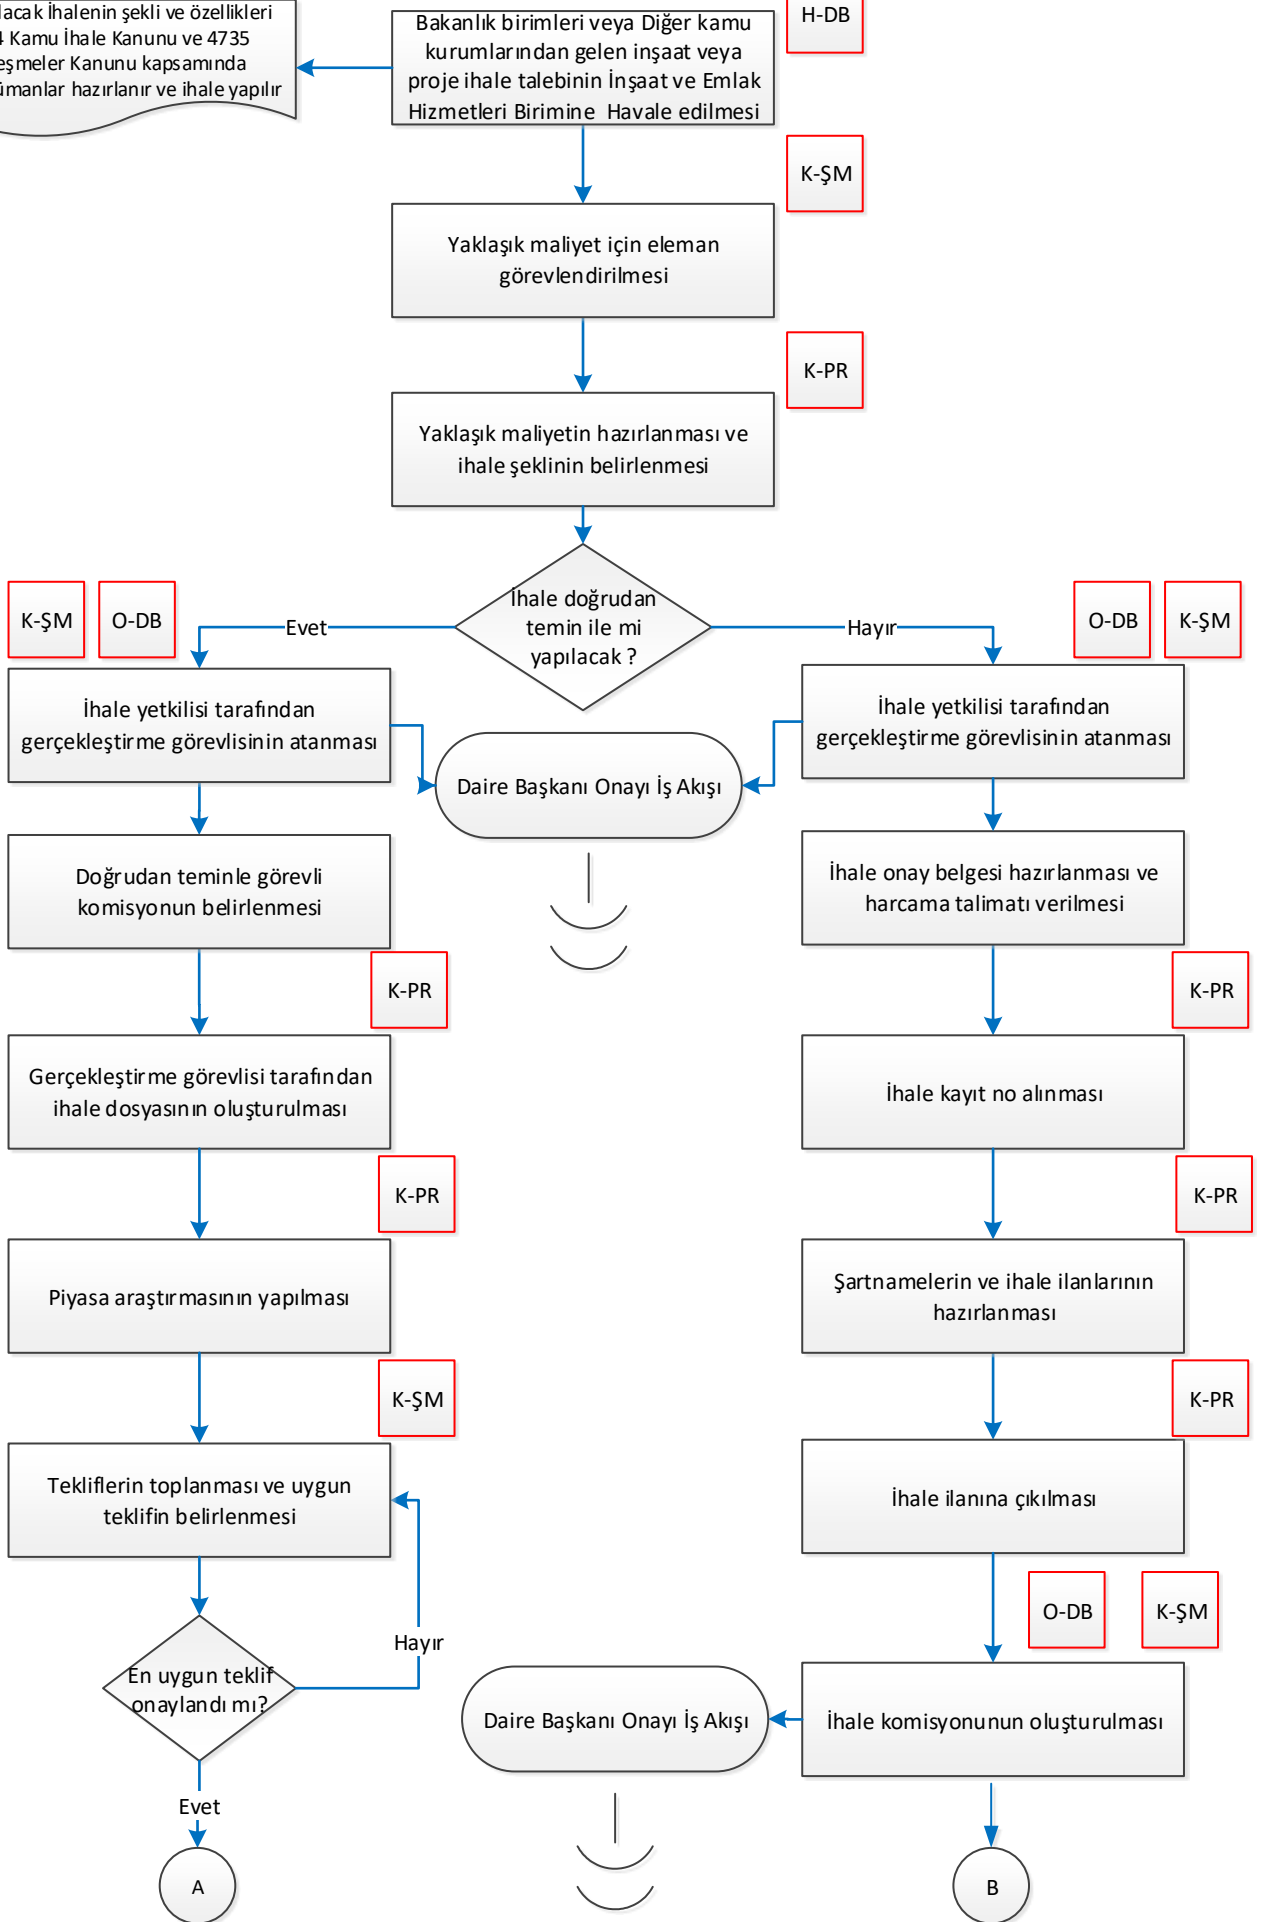 İhalenin şekli ve özellikleri
Kamu İhale Kanunu ve 4735
Kanunu kapsamında
hazırlanır ve ihale yapılır
Bakanlık birimleri veya Diğer kamu
kurumlarından gelen inşaat veya
proje ihale talebinin İnşaat ve Emlak
Hizmetleri Birimine Havale edilmesi
H-DB
K-ŞM
Yaklaşık maliyet için eleman
görevlendirilmesi
K-PR
Yaklaşık maliyetin hazırlanması ve
ihale şeklinin belirlenmesi
İhale doğrudan
temin ile mi
yapılacak ?
Evet
Hayır
K-ŞM
O-DB
O-DB
K-ŞM
İhale yetkilisi tarafından
gerçekleştirme görevlisinin atanması
Daire Başkanı Onayı İş Akışı
İhale yetkilisi tarafından
gerçekleştirme görevlisinin atanması
Doğrudan teminle görevli
komisyonun belirlenmesi
İhale onay belgesi hazırlanması ve
harcama talimatı verilmesi
K-PR
K-PR
Gerçekleştirme görevlisi tarafından
ihale dosyasının oluşturulması
İhale kayıt no alınması
K-PR
K-PR
Piyasa araştırmasının yapılması
Şartnamelerin ve ihale ilanlarının
hazırlanması
K-ŞM
K-PR
Tekliflerin toplanması ve uygun
teklifin belirlenmesi
İhale ilanına çıkılması
O-DB
K-ŞM
Hayır
En uygun teklif
onaylandı mı?
Daire Başkanı Onayı İş Akışı
İhale komisyonunun oluşturulması
Evet
A
B